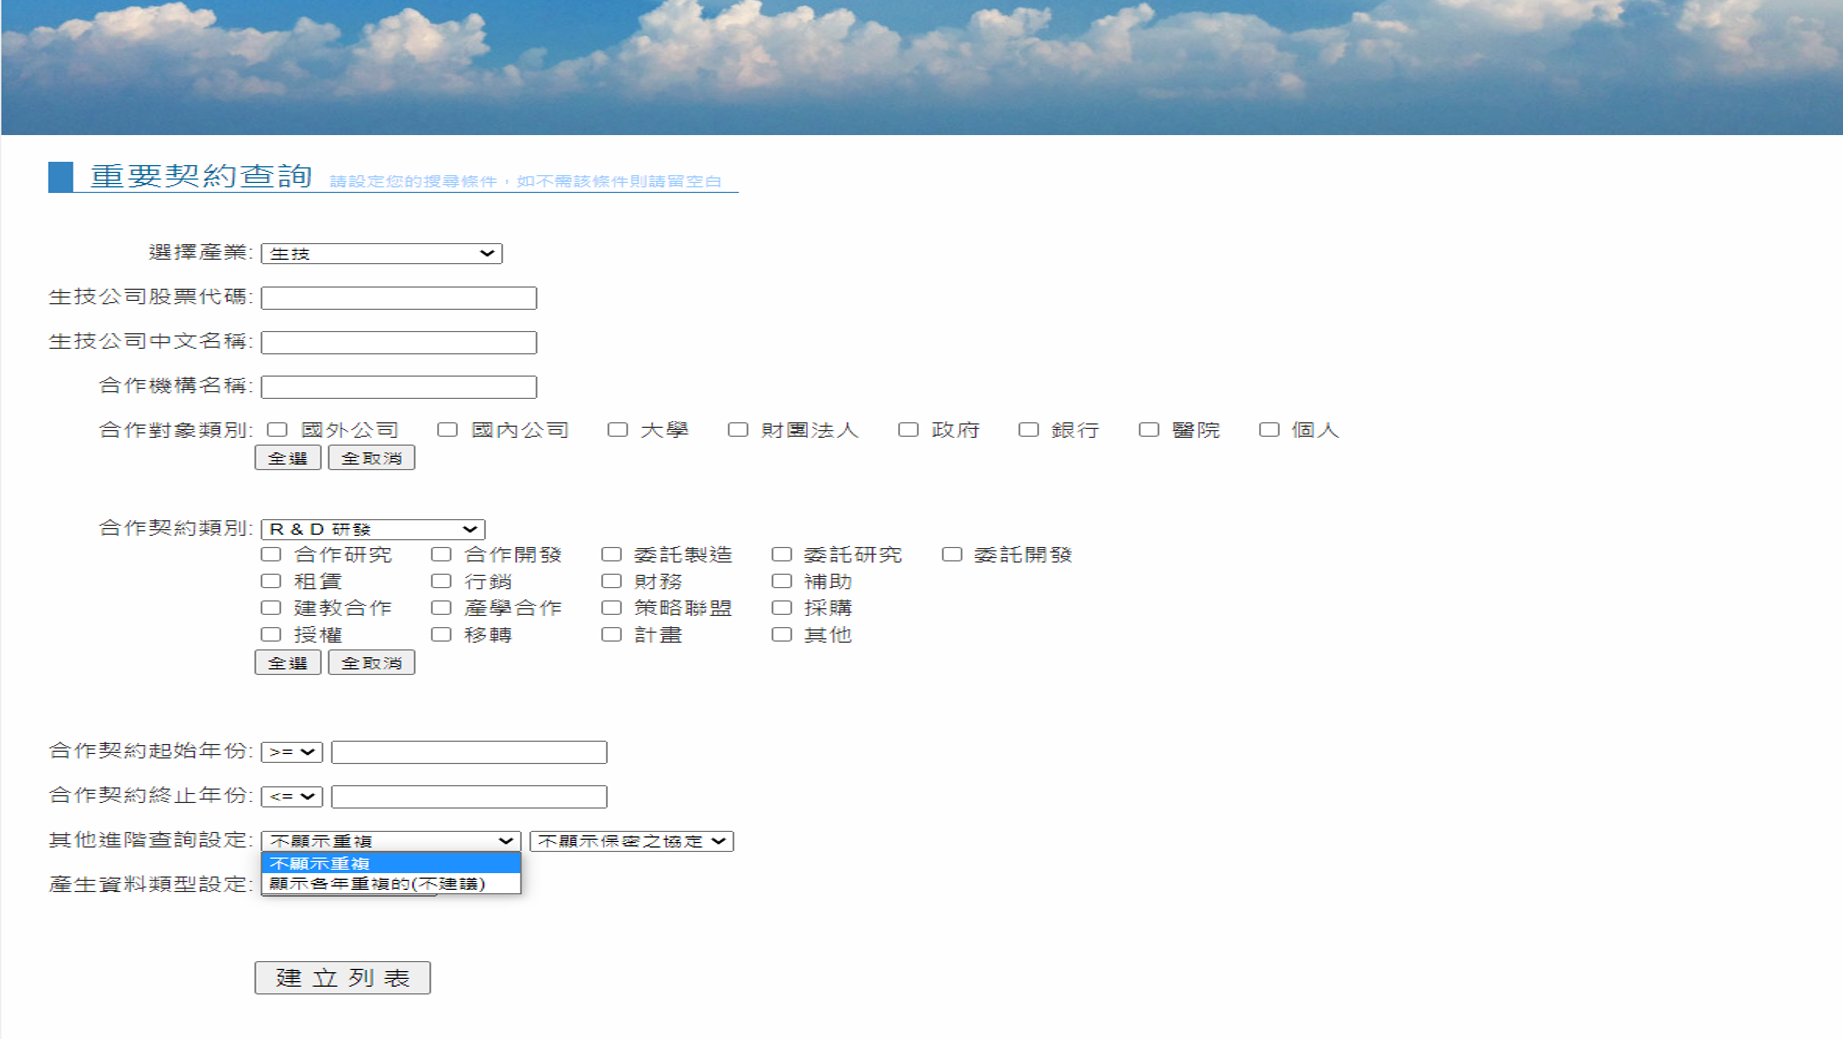 重要契約查詢 請設定您的搜尋條件，如不需該條件則請留空白
選擇產業: 生技
生技公司股票代碼:
生技公司中文名稱:
合作機構名稱:
合作對象類別: 國外公司 國內公司 大學 財團法人 政府 銀行 醫院 個人
全選 全取消
合作契約類別: R & D 研發
合作研究 合作開發 委託製造 委託研究 委託開發
租賃 行銷 財務 補助
建教合作 產學合作 策略聯盟 採購
授權 移轉 計畫 其他
全選 全取消
合作契約起始年份: >=
合作契約終止年份: <=
其他進階查詢設定: 不顯示重複 不顯示保密之協定
不顯示重複
顯示各年重複的(不建議)
產生資料類型設定:
建立列表